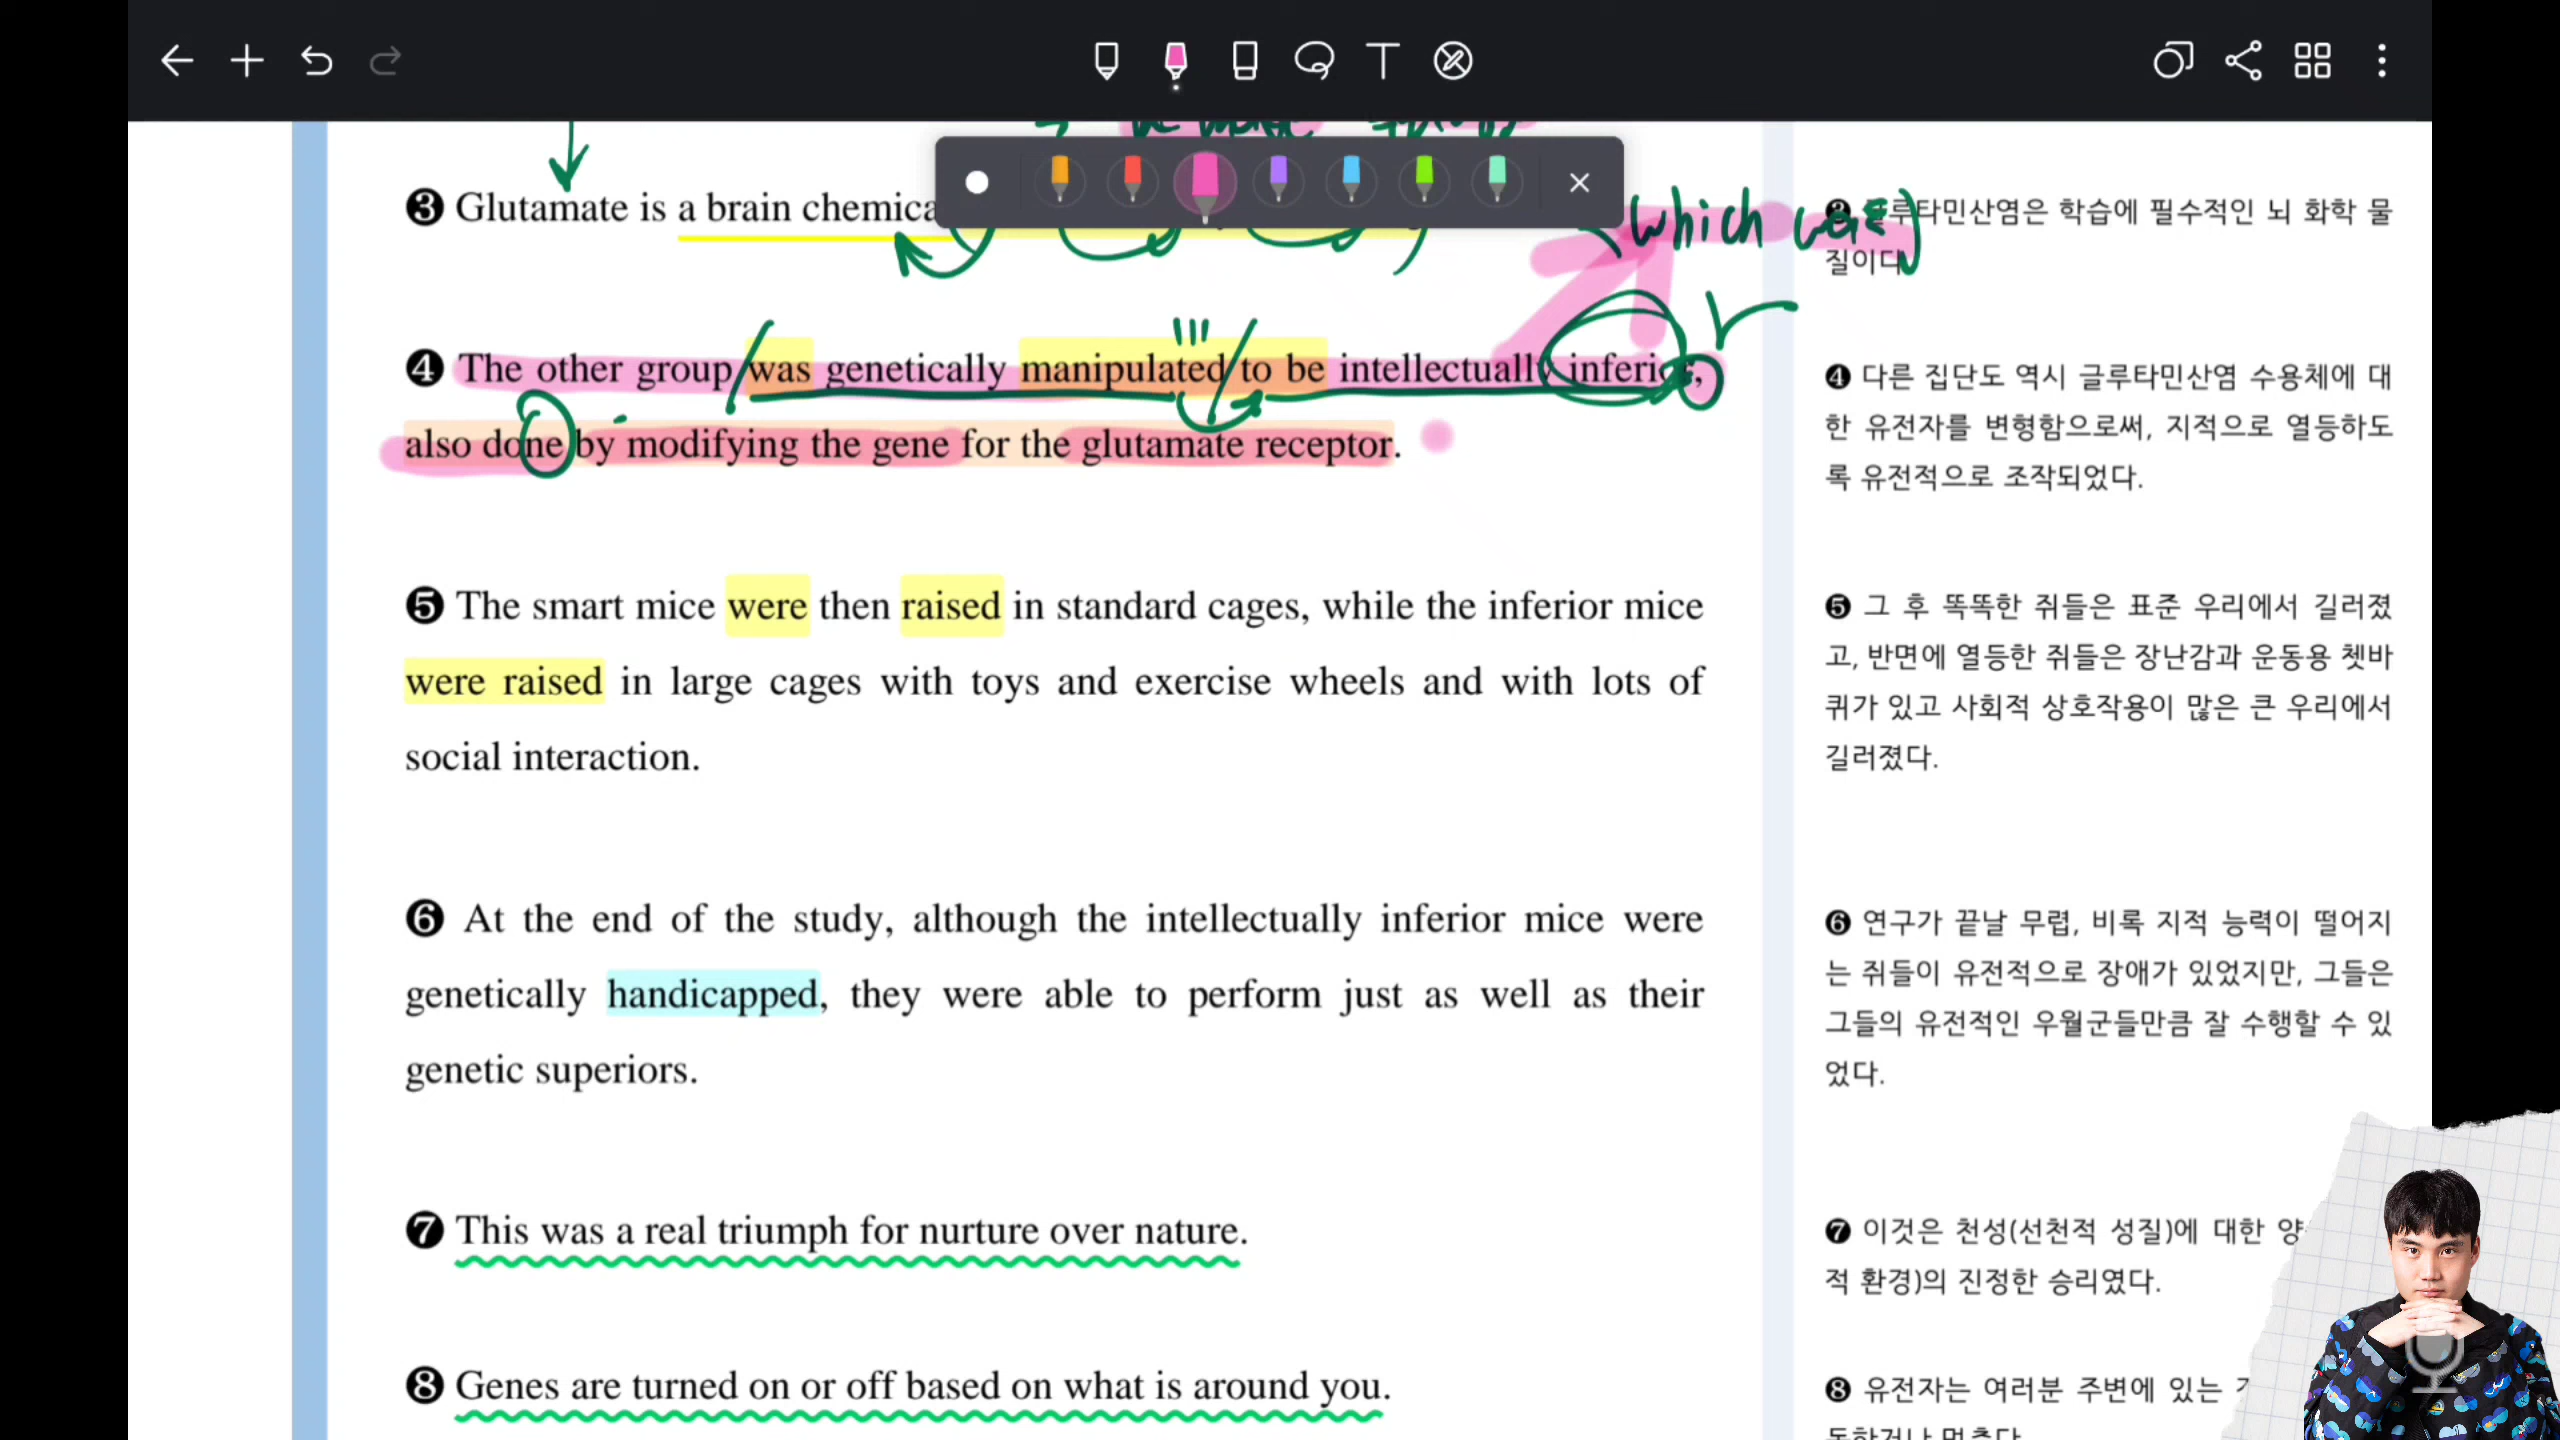 ❸ Glutamate is a brain chemica
which was)
❹ The other group was genetically manipulated to be intellectually inferior,
also done by modifying the gene for the glutamate receptor.
❺ The smart mice were then raised in standard cages, while the inferior mice
were raised in large cages with toys and exercise wheels and with lots of
social interaction.
❻ At the end of the study, although the intellectually inferior mice were
genetically handicapped, they were able to perform just as well as their
genetic superiors.
❼ This was a real triumph for nurture over nature.
❽ Genes are turned on or off based on what is around you.
❸ 글루타민산염은 학습에 필수적인 뇌 화학 물
질이다
❹ 다른 집단도 역시 글루타민산염 수용체에 대
한 유전자를 변형함으로써, 지적으로 열등하도
록 유전적으로 조작되었다.
❺ 그 후 똑똑한 쥐들은 표준 우리에서 길러졌
고, 반면에 열등한 쥐들은 장난감과 운동용 쳇바
퀴가 있고 사회적 상호작용이 많은 큰 우리에서
길러졌다.
❻ 연구가 끝날 무렵, 비록 지적 능력이 떨어지
는 쥐들이 유전적으로 장애가 있었지만, 그들은
그들의 유전적인 우월군들만큼 잘 수행할 수 있
었다.
❼ 이것은 천성(선천적 성질)에 대한 양
적 환경)의 진정한 승리였다.
❽ 유전자는 여러분 주변에 있는